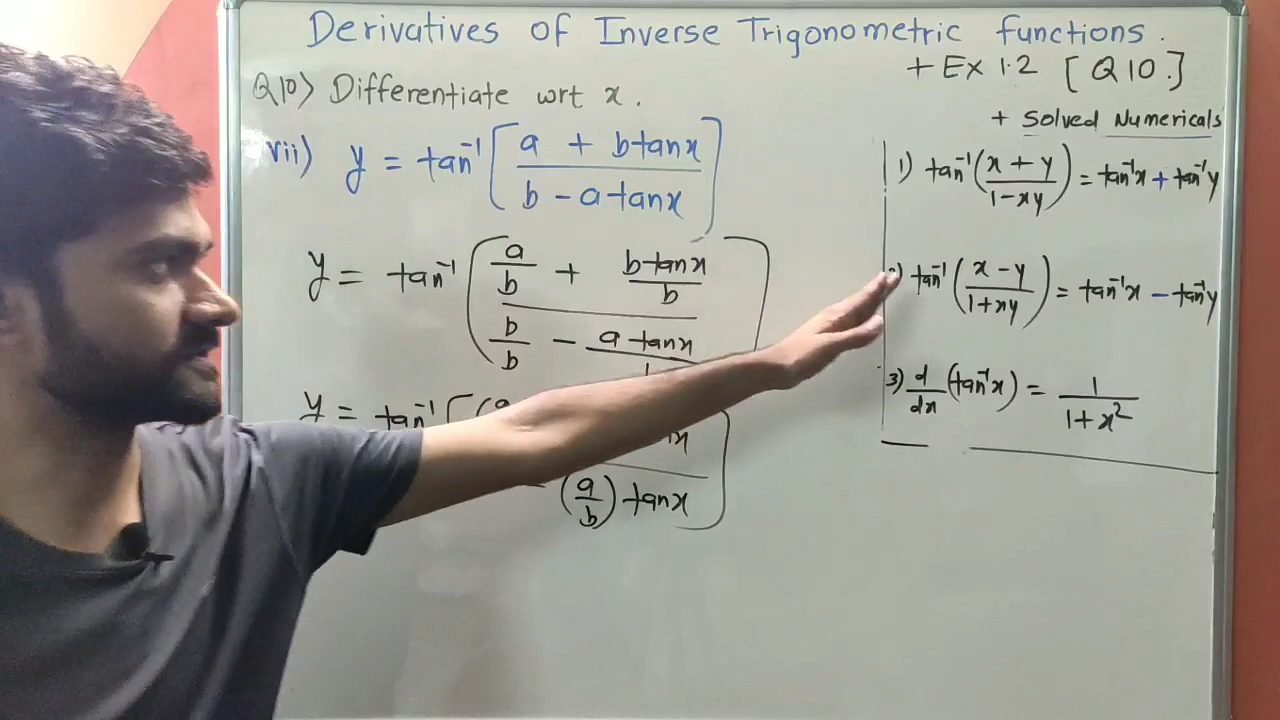 Derivatives of Inverse Trigonometric functions.
+ Ex 1.2 [Q10.]
Q10> Differentiate wrt x.
+ Solved Numericals
vii) y = tan⁻¹[(a + b tanx)/(b - a tanx)]
y = tan⁻¹(a/b + b tanx/b
b/b - a tanx
y = tan⁻¹[(a
(a/b) tanx]
1) tan⁻¹((x + y)/(1-xy)) = tan⁻¹x + tan⁻¹y
tan⁻¹((x - y)/(1+xy)) = tan⁻¹x - tan⁻¹y
3) d/dx (tan⁻¹x) = 1/(1+x²)